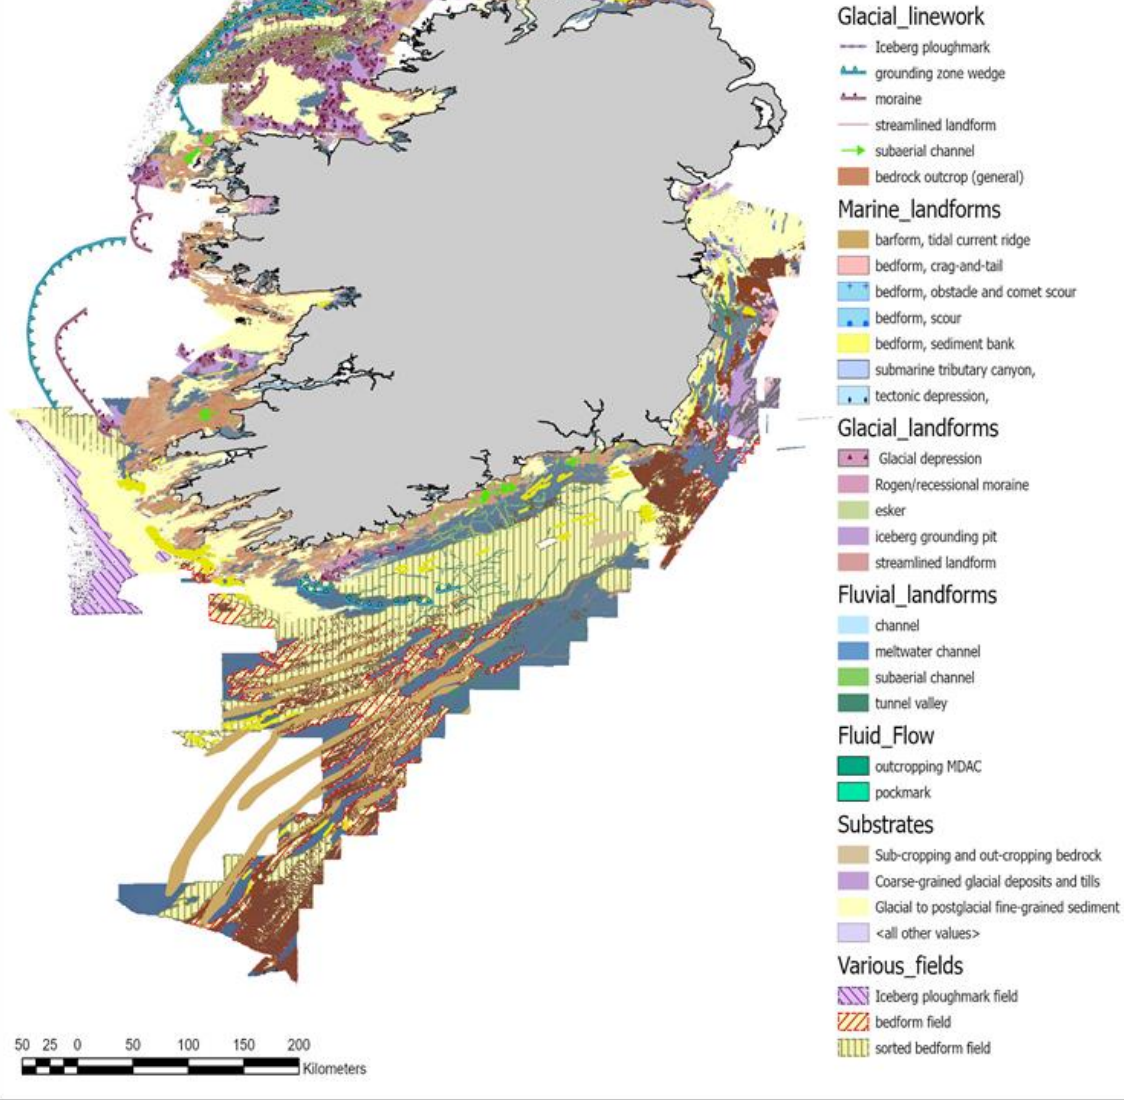 Glacial_linework
Iceberg ploughmark
grounding zone wedge
moraine
streamlined landform
subaerial channel
bedrock outcrop (general)
Marine_landforms
barform, tidal current ridge
bedform, crag-and-tail
bedform, obstacle and comet scour
bedform, scour
bedform, sediment bank
submarine tributary canyon,
tectonic depression,
Glacial_landforms
Glacial depression
Rogen/recessional moraine
esker
iceberg grounding pit
streamlined landform
Fluvial_landforms
channel
meltwater channel
subaerial channel
tunnel valley
Fluid_Flow
outcropping MDAC
pockmark
Substrates
Sub-cropping and out-cropping bedrock
Coarse-grained glacial deposits and tills
Glacial to postglacial fine-grained sediment
<all other values>
Various_fields
Iceberg ploughmark field
bedform field
sorted bedform field
50 25 0 50 100 150 200
Kilometers